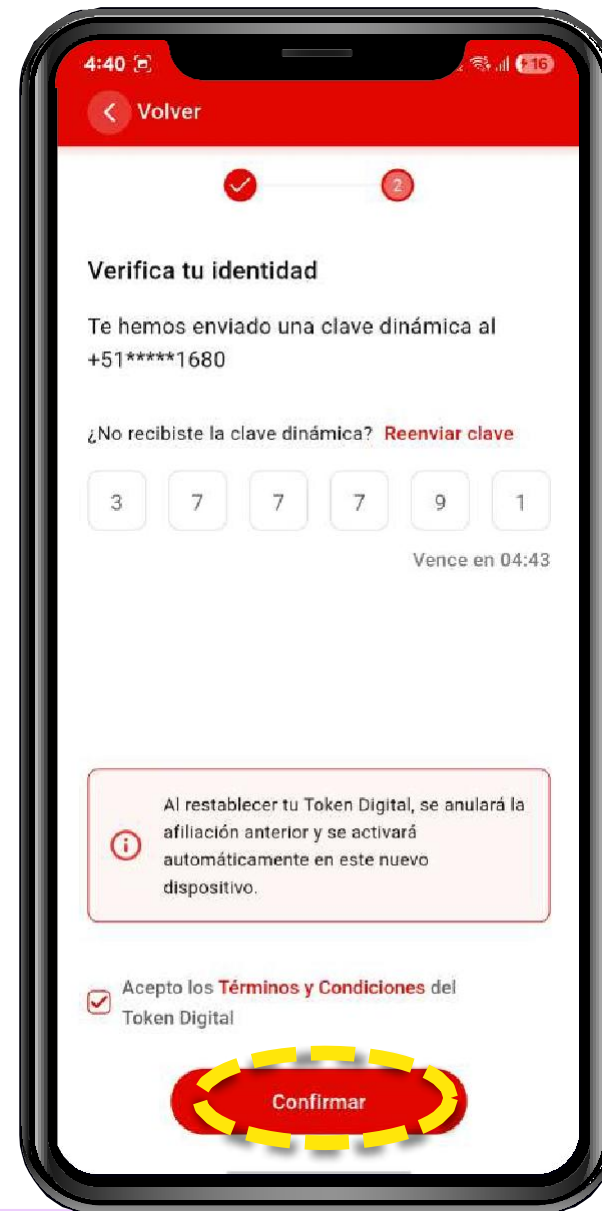 4:40
16
Volver
2
Verifica tu identidad
Te hemos enviado una clave dinámica al
+51*****1680
¿No recibiste la clave dinámica? Reenviar clave
3 7 7 7 9 1
Vence en 04:43
Al restablecer tu Token Digital, se anulará la
afiliación anterior y se activará
automáticamente en este nuevo
dispositivo.
Acepto los Términos y Condiciones del
Token Digital
Confirmar